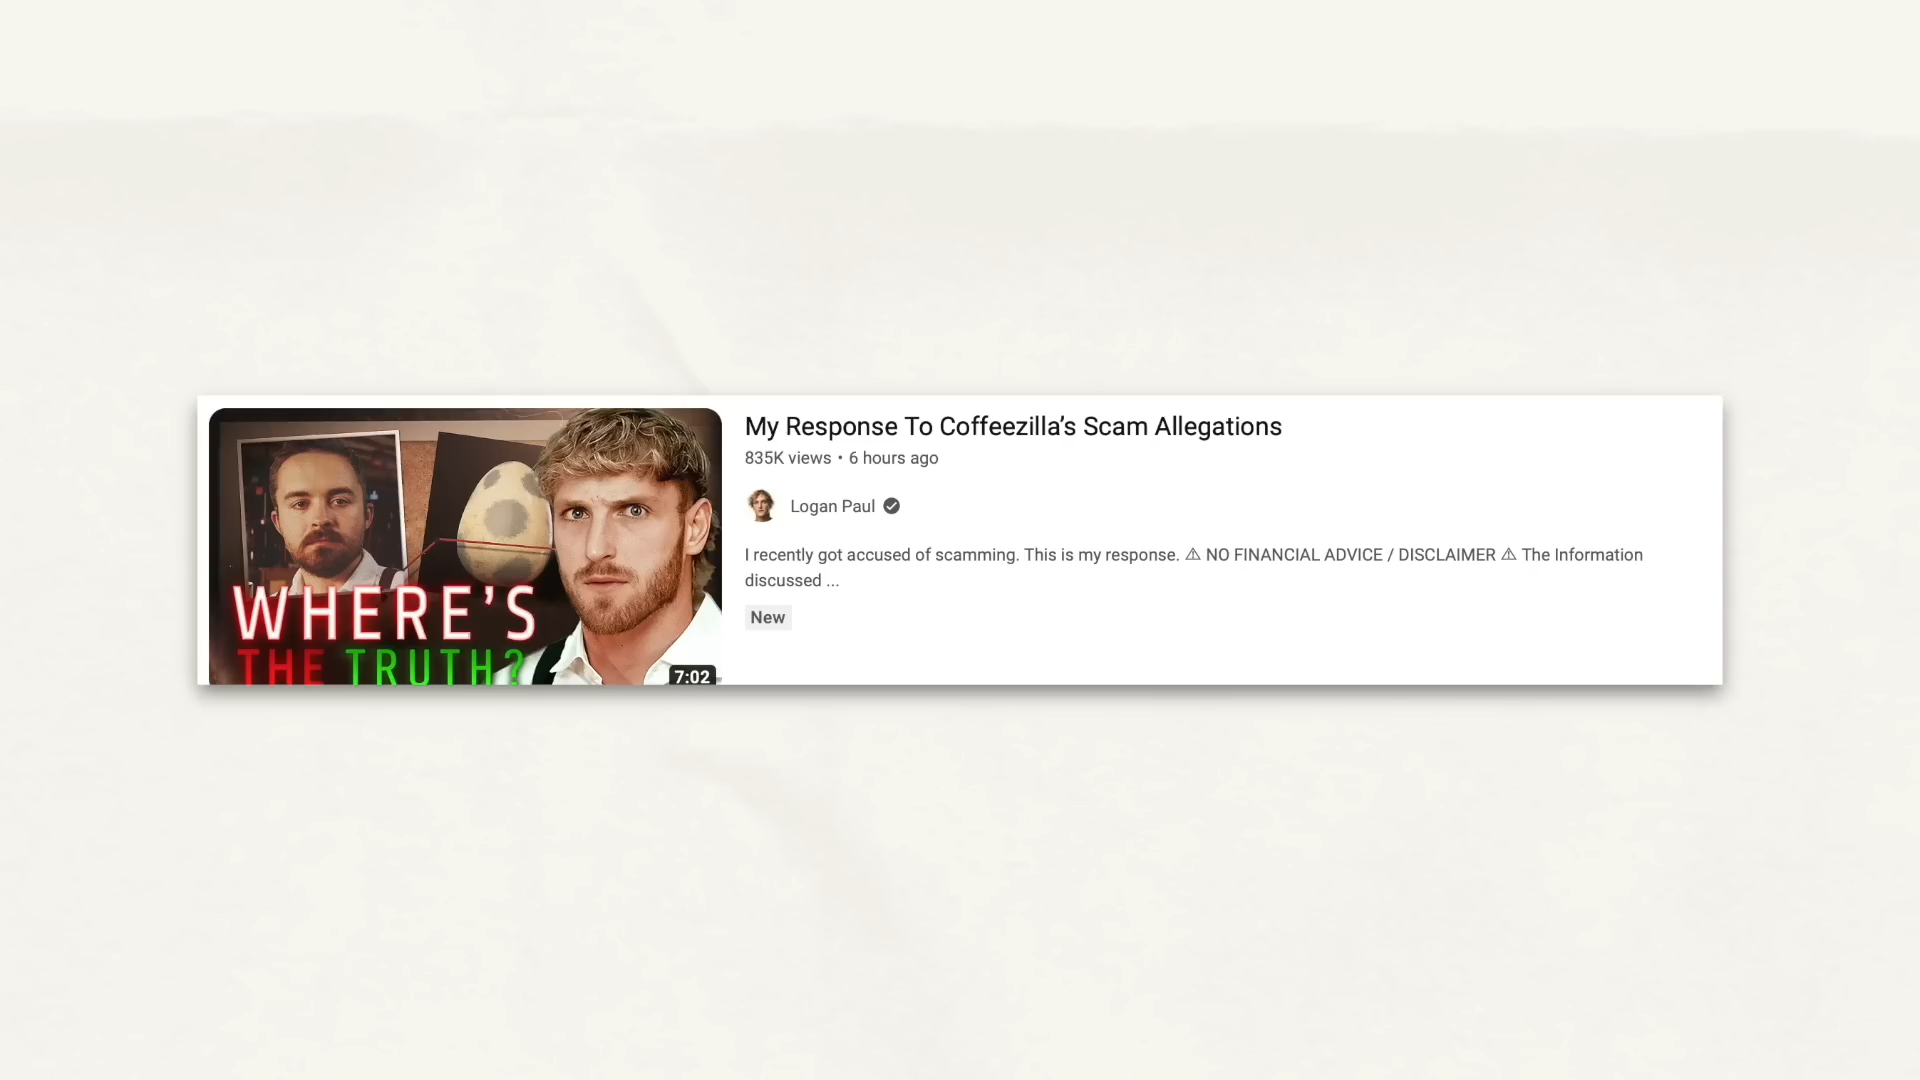 My Response To Coffeezilla’s Scam Allegations
835K views • 6 hours ago
Logan Paul
I recently got accused of scamming. This is my response. ⚠ NO FINANCIAL ADVICE / DISCLAIMER ⚠ The Information
discussed ...
New
WHERE’S
THE TRUTH?
7:02